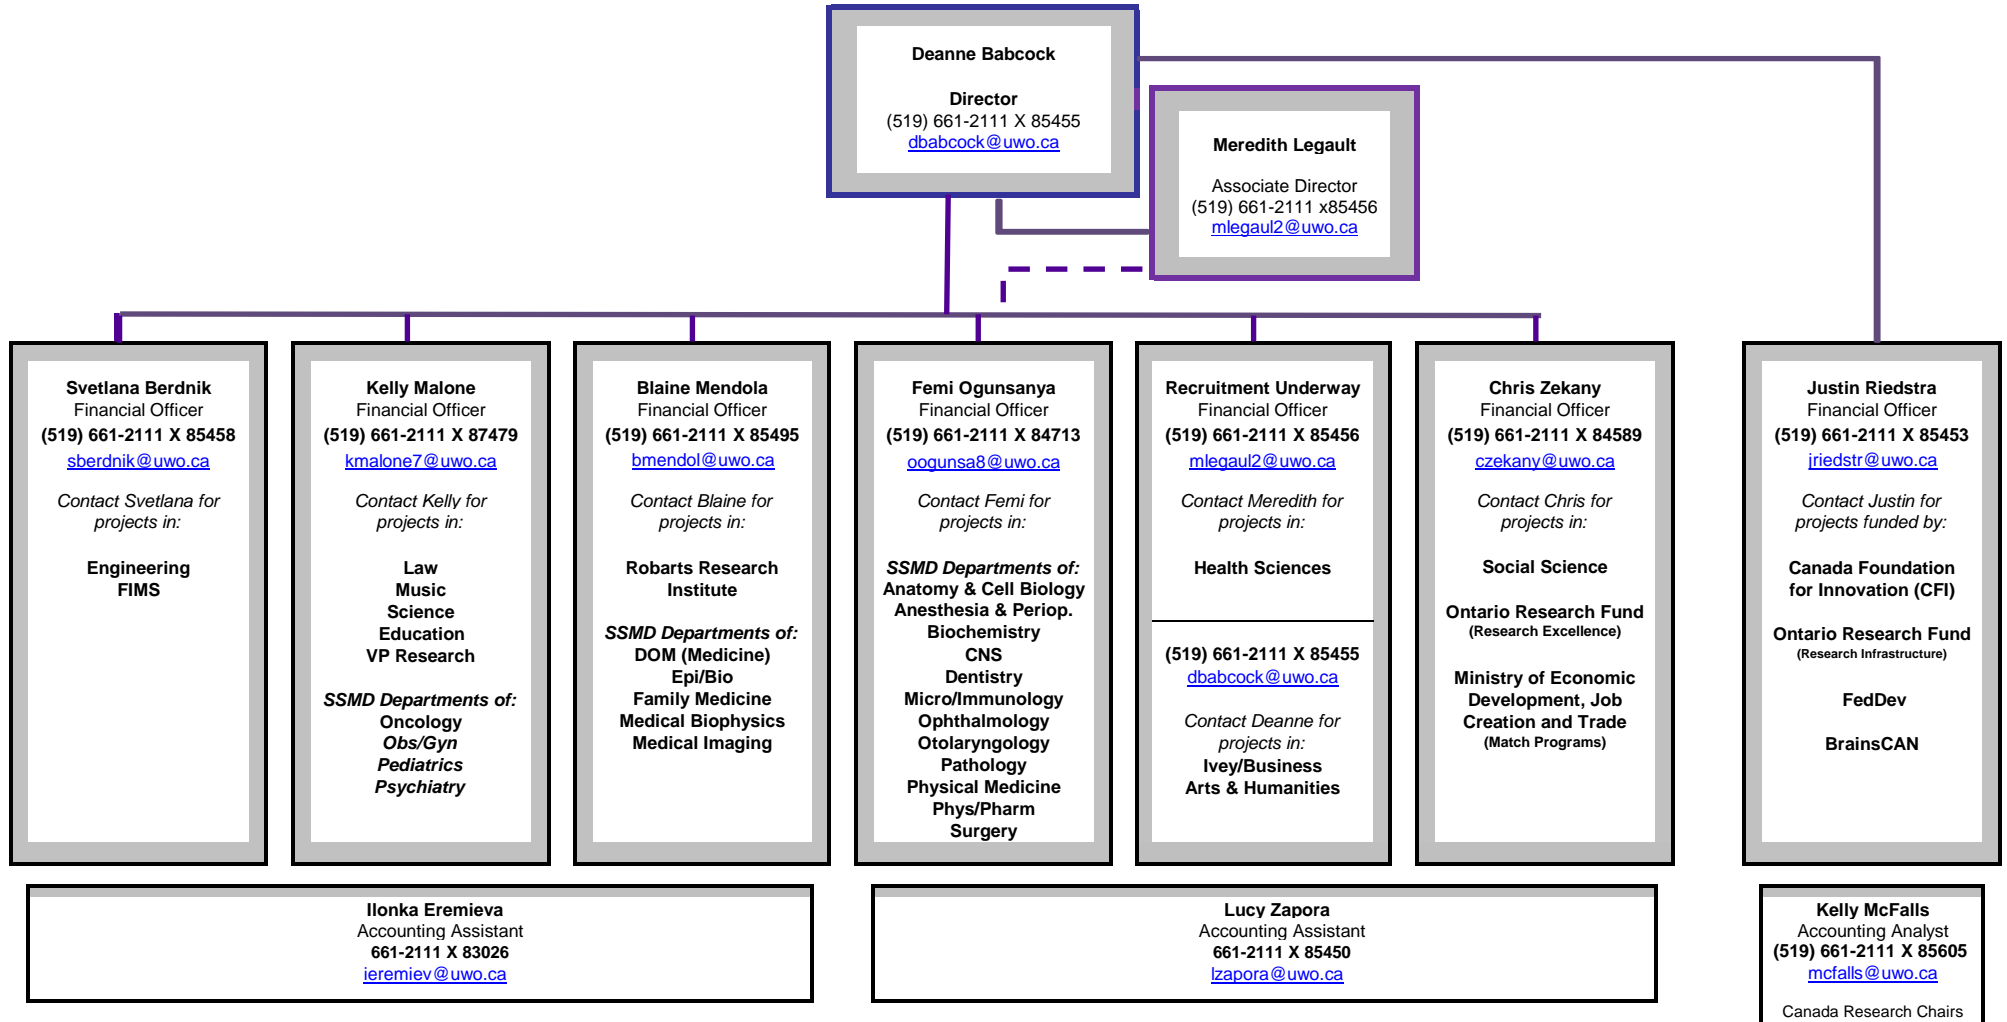 Deanne Babcock
Director
(519) 661-2111 X 85455
dbabcock@uwo.ca
Meredith Legault
Associate Director
(519) 661-2111 x85456
mlegaul2@uwo.ca
Svetlana Berdnik
Financial Officer
(519) 661-2111 X 85458
sberdnik@uwo.ca
Contact Svetlana for
projects in:
Engineering
FIMS
Kelly Malone
Financial Officer
(519) 661-2111 X 87479
kmalone7@uwo.ca
Contact Kelly for
projects in:
Law
Music
Science
Education
VP Research
SSMD Departments of:
Oncology
Obs/Gyn
Pediatrics
Psychiatry
Blaine Mendola
Financial Officer
(519) 661-2111 X 85495
bmendol@uwo.ca
Contact Blaine for
projects in:
Robarts Research
Institute
SSMD Departments of:
DOM (Medicine)
Epi/Bio
Family Medicine
Medical Biophysics
Medical Imaging
Femi Ogunsanya
Financial Officer
(519) 661-2111 X 84713
oogunsa8@uwo.ca
Contact Femi for
projects in:
SSMD Departments of:
Anatomy & Cell Biology
Anesthesia & Periop.
Biochemistry
CNS
Dentistry
Micro/Immunology
Ophthalmology
Otolaryngology
Pathology
Physical Medicine
Phys/Pharm
Surgery
Recruitment Underway
Financial Officer
(519) 661-2111 X 85456
mlegaul2@uwo.ca
Contact Meredith for
projects in:
Health Sciences
(519) 661-2111 X 85455
dbabcock@uwo.ca
Contact Deanne for
projects in:
Ivey/Business
Arts & Humanities
Chris Zekany
Financial Officer
(519) 661-2111 X 84589
czekany@uwo.ca
Contact Chris for
projects in:
Social Science
Ontario Research Fund
(Research Excellence)
Ministry of Economic
Development, Job
Creation and Trade
(Match Programs)
Justin Riedstra
Financial Officer
(519) 661-2111 X 85453
jriedstr@uwo.ca
Contact Justin for
projects funded by:
Canada Foundation
for Innovation (CFI)
Ontario Research Fund
(Research Infrastructure)
FedDev
BrainsCAN
Ilonka Eremieva
Accounting Assistant
661-2111 X 83026
ieremiev@uwo.ca
Lucy Zapora
Accounting Assistant
661-2111 X 85450
lzapora@uwo.ca
Kelly McFalls
Accounting Analyst
(519) 661-2111 X 85605
mcfalls@uwo.ca
Canada Research Chairs